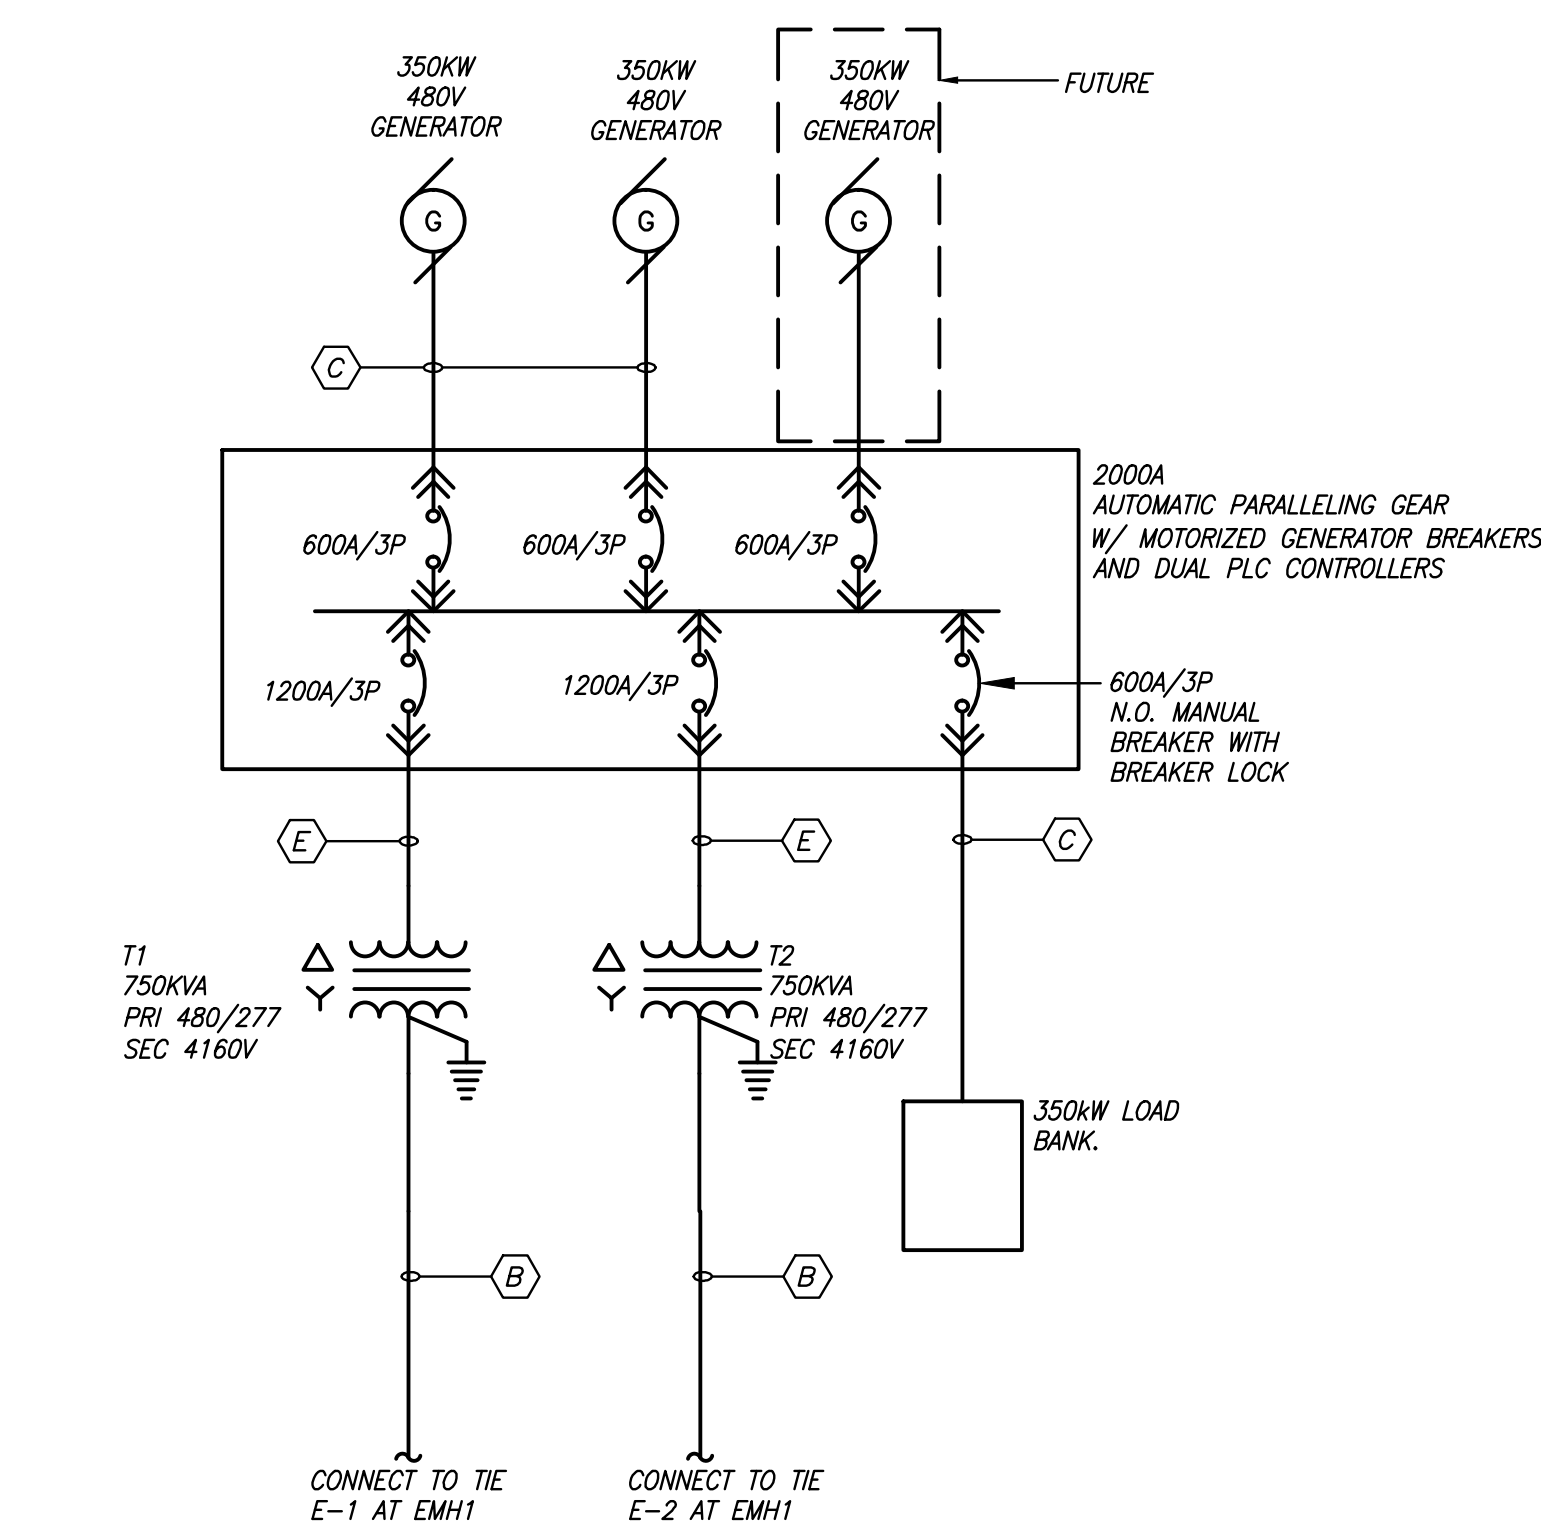 350KW
480V
GENERATOR
350KW
480V
GENERATOR
350KW
480V
GENERATOR
FUTURE
G
G
G
C
2000A
AUTOMATIC PARALLELING GEAR
W/ MOTORIZED GENERATOR BREAKERS
AND DUAL PLC CONTROLLERS
600A/3P
600A/3P
600A/3P
1200A/3P
1200A/3P
600A/3P
N.O. MANUAL
BREAKER WITH
BREAKER LOCK
E
E
C
T1
750KVA
PRI 480/277
SEC 4160V
T2
750KVA
PRI 480/277
SEC 4160V
350kW LOAD
BANK.
B
B
CONNECT TO TIE
E-1 AT EMH1
CONNECT TO TIE
E-2 AT EMH1